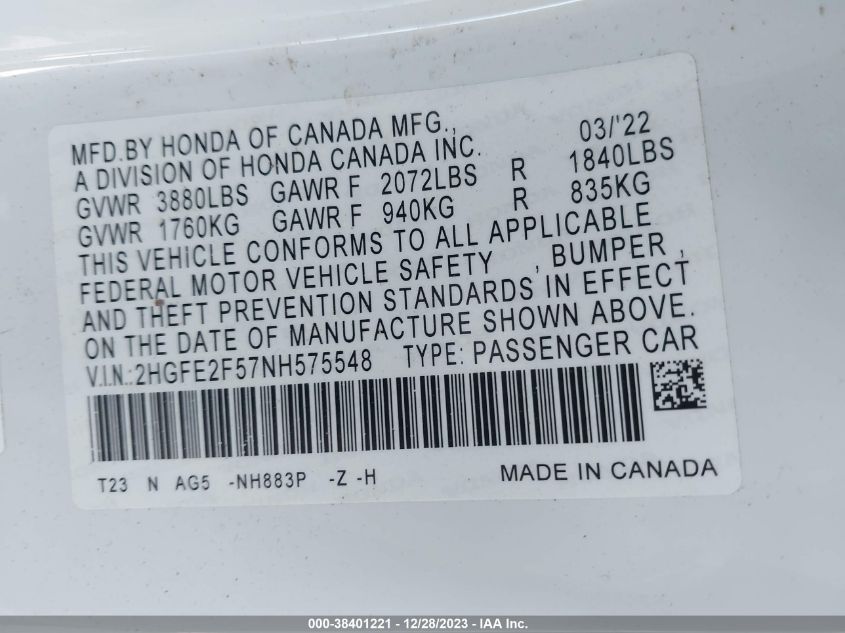 MFD.BY HONDA OF CANADA MFG., 03/'22
A DIVISION OF HONDA CANADA INC.
GVWR 3880LBS GAWR F 2072LBS R 1840LBS
GVWR 1760KG GAWR F 940KG R 835KG
THIS VEHICLE CONFORMS TO ALL APPLICABLE
FEDERAL MOTOR VEHICLE SAFETY , BUMPER ,
AND THEFT PREVENTION STANDARDS IN EFFECT
ON THE DATE OF MANUFACTURE SHOWN ABOVE.
V.I.N.:2HGFE2F57NH575548 TYPE: PASSENGER CAR
T23 N AG5 -NH883P -Z -H MADE IN CANADA
000-38401221 - 12/28/2023 - IAA Inc.